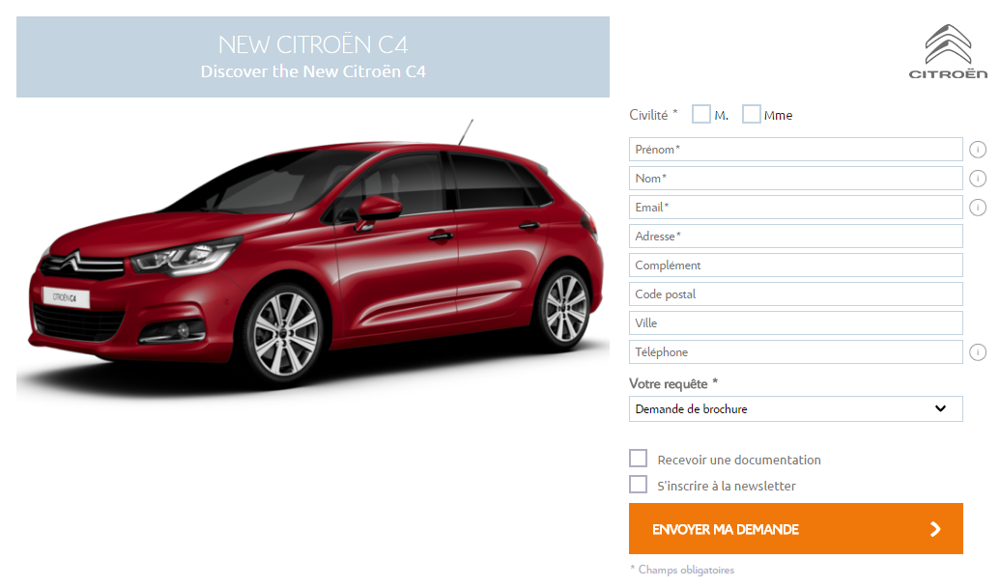 NEW CITROËN C4
Discover the New Citroën C4
CITROËN C4
CITROËN
Civilité * M. Mme
Prénom*
i
Nom*
i
Email*
i
Adresse*
Complément
Code postal
Ville
Téléphone
i
Votre requête *
Demande de brochure
Recevoir une documentation
S'inscrire à la newsletter
ENVOYER MA DEMANDE
* Champs obligatoires